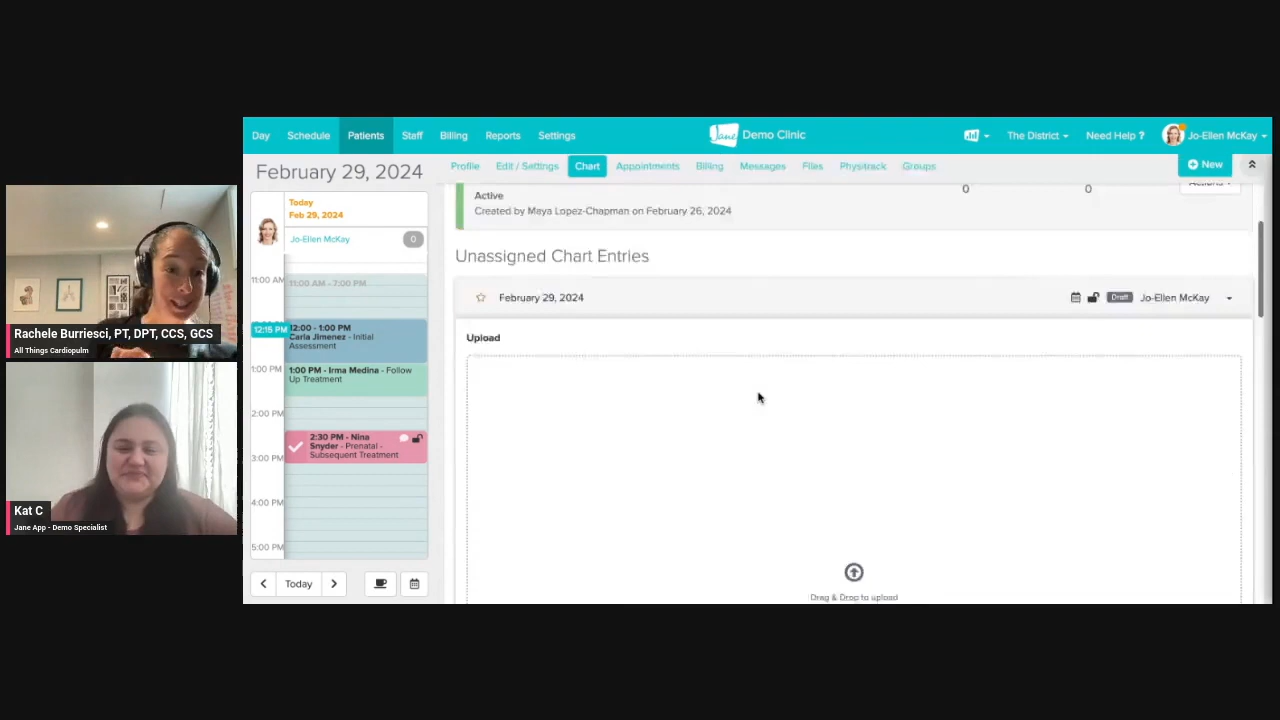 Day Schedule Patients Staff Billing Reports Settings
Jane Demo Clinic
The District Need Help ? Jo-Ellen McKay
February 29, 2024
Profile Edit / Settings Chart Appointments Billing Messages Files Physitrack Groups
New
Today
Feb 29, 2024
Jo-Ellen McKay 0
11:00 AM
11:00 AM - 7:00 PM
12:15 PM
12:00 - 1:00 PM
Carla Jimenez - Initial
Assessment
1:00 PM
1:00 PM - Irma Medina - Follow
Up Treatment
2:00 PM
2:30 PM - Nina
Snyder - Prenatal -
Subsequent Treatment
3:00 PM
4:00 PM
5:00 PM
Today
Active
0 0
Created by Maya Lopez-Chapman on February 26, 2024
Unassigned Chart Entries
February 29, 2024
Draft Jo-Ellen McKay
Upload
Drag & Drop to upload
Rachele Burriesci, PT, DPT, CCS, GCS
All Things Cardiopulm
Kat C
Jane App - Demo Specialist